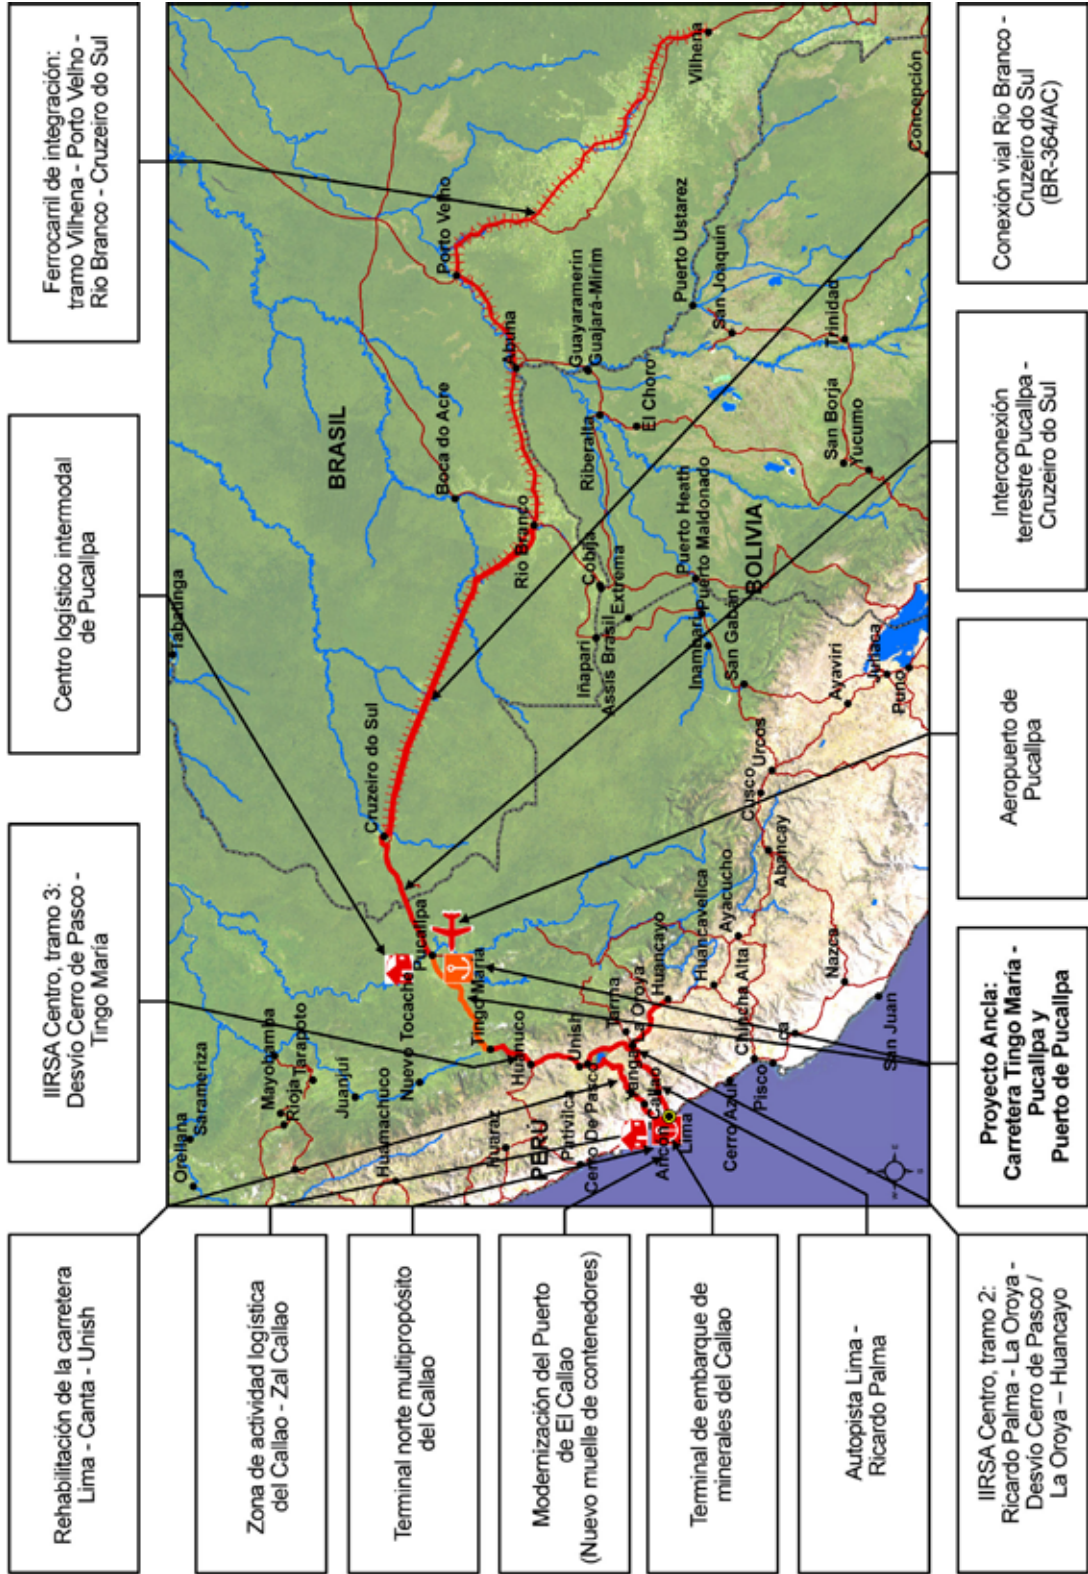 Rehabilitación de la carretera
Lima - Canta - Unish
IIRSA Centro, tramo 3:
Desvío Cerro de Pasco -
Tingo María
Centro logístico intermodal
de Pucallpa
Ferrocarril de integración:
tramo Vilhena - Porto Velho -
Rio Branco - Cruzeiro do Sul
Zona de actividad logística
del Callao - Zal Callao
Terminal norte multipropósito
del Callao
Modernización del Puerto
de El Callao
(Nuevo muelle de contenedores)
Terminal de embarque de
minerales del Callao
Autopista Lima -
Ricardo Palma
Orellana
Sarameriza
Mayobamba
Rioja
Tarapoto
Juanjuí
Huamachuco
Nuevo Tocache
Tingo María
Huaraz
Huanuco
PERÚ
Pativilca
Unish
Cerro De Pasco
Tarma
La Oroya
Yunga
Huancayo
Callao
Ancón
Lima
Huancavelica
Ayacucho
Cerro Azul
Chincha Alta
Pisco
Ica
Nazca
San Juan
Abancay
Cusco
Urcos
Ayaviri
Juliaca
Puno
Pucallpa
Cruzeiro do Sul
Tabatinga
BRASIL
Boca do Acre
Rio Branco
Porto Velho
Abuna
Vilhena
Cobija
Extrema
Iñapari
Assis Brasil
Inambari
San Gabán
Puerto Heath
Puerto Maldonado
BOLIVIA
Riberalta
El Choro
Guayaramerin
Guajará-Mirim
Puerto Ustarez
San Joaquin
Trinidad
San Borja
Yucumo
Concepción
N
S
E
W
IIRSA Centro, tramo 2:
Ricardo Palma - La Oroya -
Desvío Cerro de Pasco /
La Oroya – Huancayo
Proyecto Ancla:
Carretera Tingo María -
Pucallpa y
Puerto de Pucallpa
Aeropuerto de
Pucallpa
Interconexión
terrestre Pucallpa -
Cruzeiro do Sul
Conexión vial Rio Branco -
Cruzeiro do Sul
(BR-364/AC)